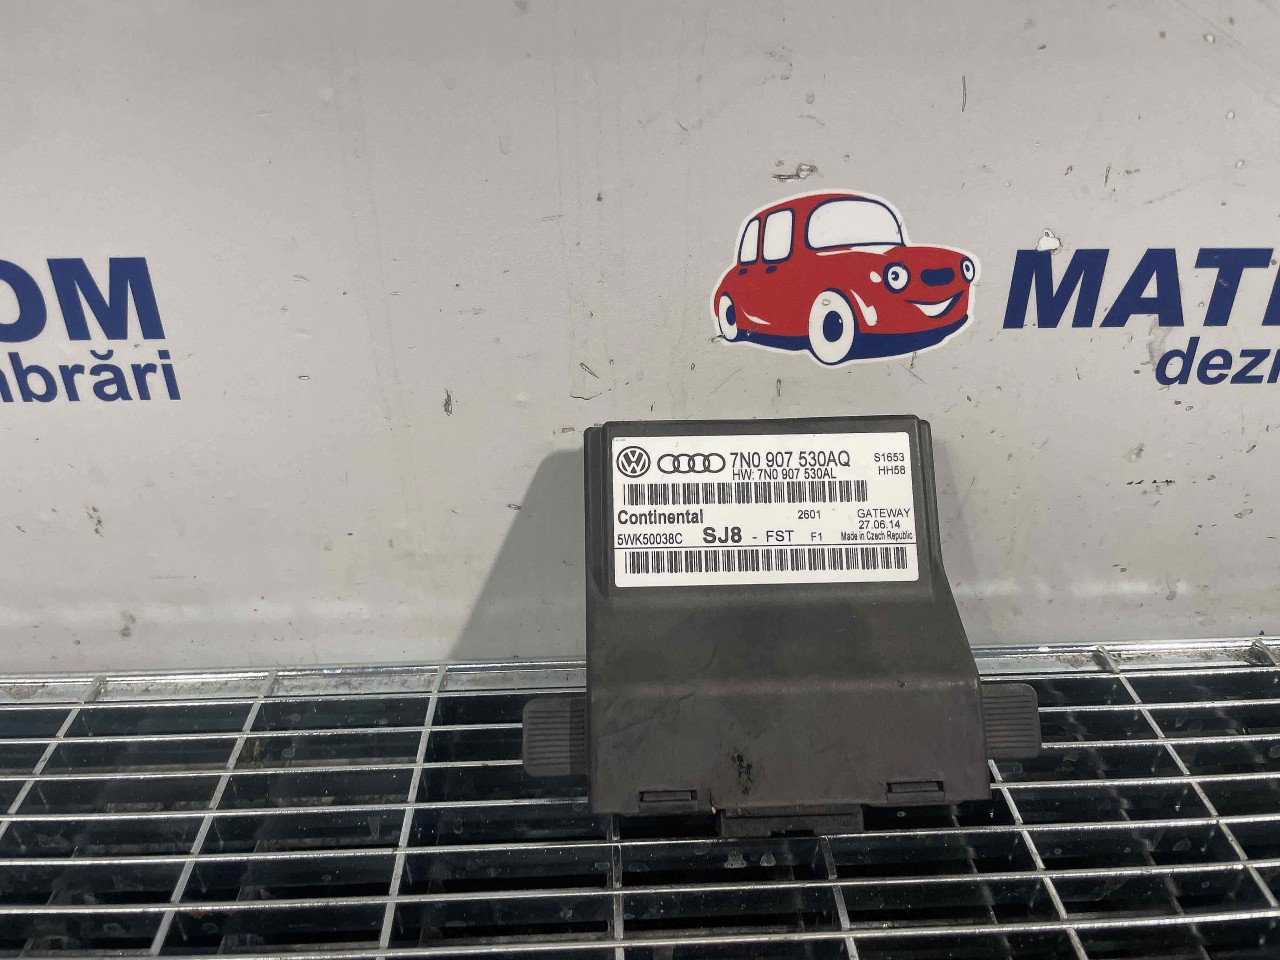 OM
mbrări
MAT
dezm
7N0 907 530AQ
HW: 7N0 907 530AL
S1653
HH58
Continental
2601
GATEWAY
27.06.14
5WK50038C
SJ8 - FST F1
Made in Czech Republic